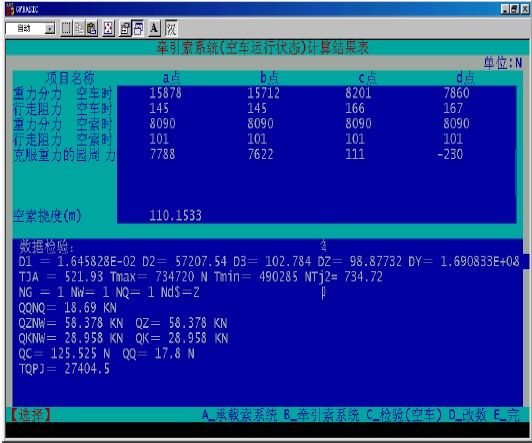 GWBASIC
自动 A 汉
牵引索系统(空车运行状态)计算结果表
单位:N
项目名称 a点 b点 c点 d点
重力分力 空车时 15878 15712 8201 7860
行走阻力 空车时 145 145 166 167
重力分力 空索时 8090 8090 8090 8090
行走阻力 空索时 101 101 101 101
克服重力的圆周 力 7788 7622 111 -230
空索挠度(m) 110.1533
数据检验:
D1 = 1.645828E-02 D2= 57207.54 D3= 102.784 DZ= 98.87732 DY= 1.690833E+08
TJA = 521.93 Tmax= 734720 N Tmin= 490285 NTj2= 734.72
NG = 1 NW= 1 NQ= 1 Nd$=Z
QQNQ= 18.69 KN
QZNW= 58.378 KN QZ= 58.378 KN
QKNW= 28.958 KN QK= 28.958 KN
QC= 125.525 N QQ= 17.8 N
TQPJ= 27404.5
【选择】 A_承载索系统 B_牵引索系统 C_检验(空车) D_改数 E_完